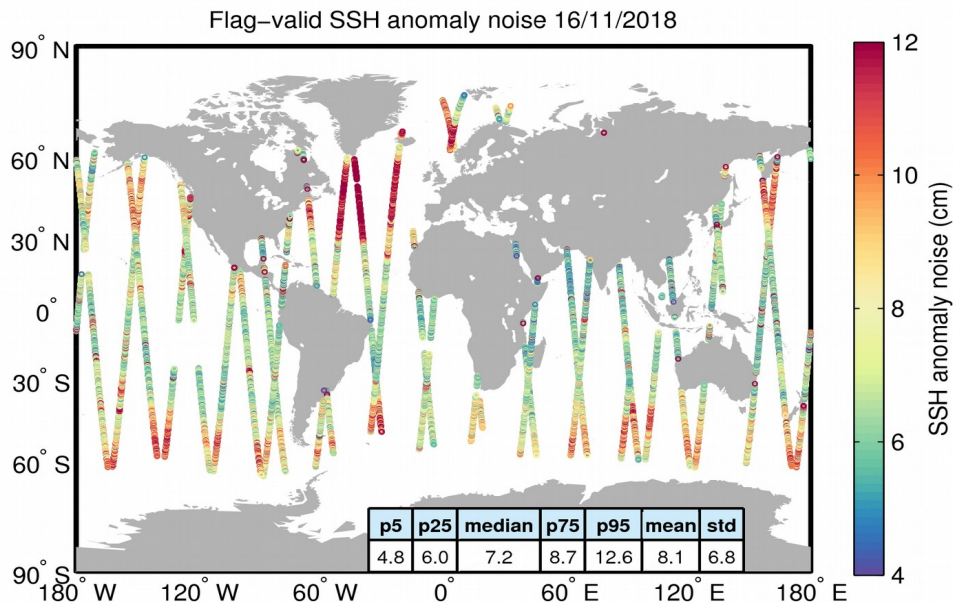 Flag−valid SSH anomaly noise 16/11/2018
90° N
60° N
30° N
0°
30° S
60° S
90° S
180° W
120° W
60° W
0°
60° E
120° E
180° E
12
10
8
6
4
SSH anomaly noise (cm)
p5 p25 median p75 p95 mean std
4.8 6.0 7.2 8.7 12.6 8.1 6.8